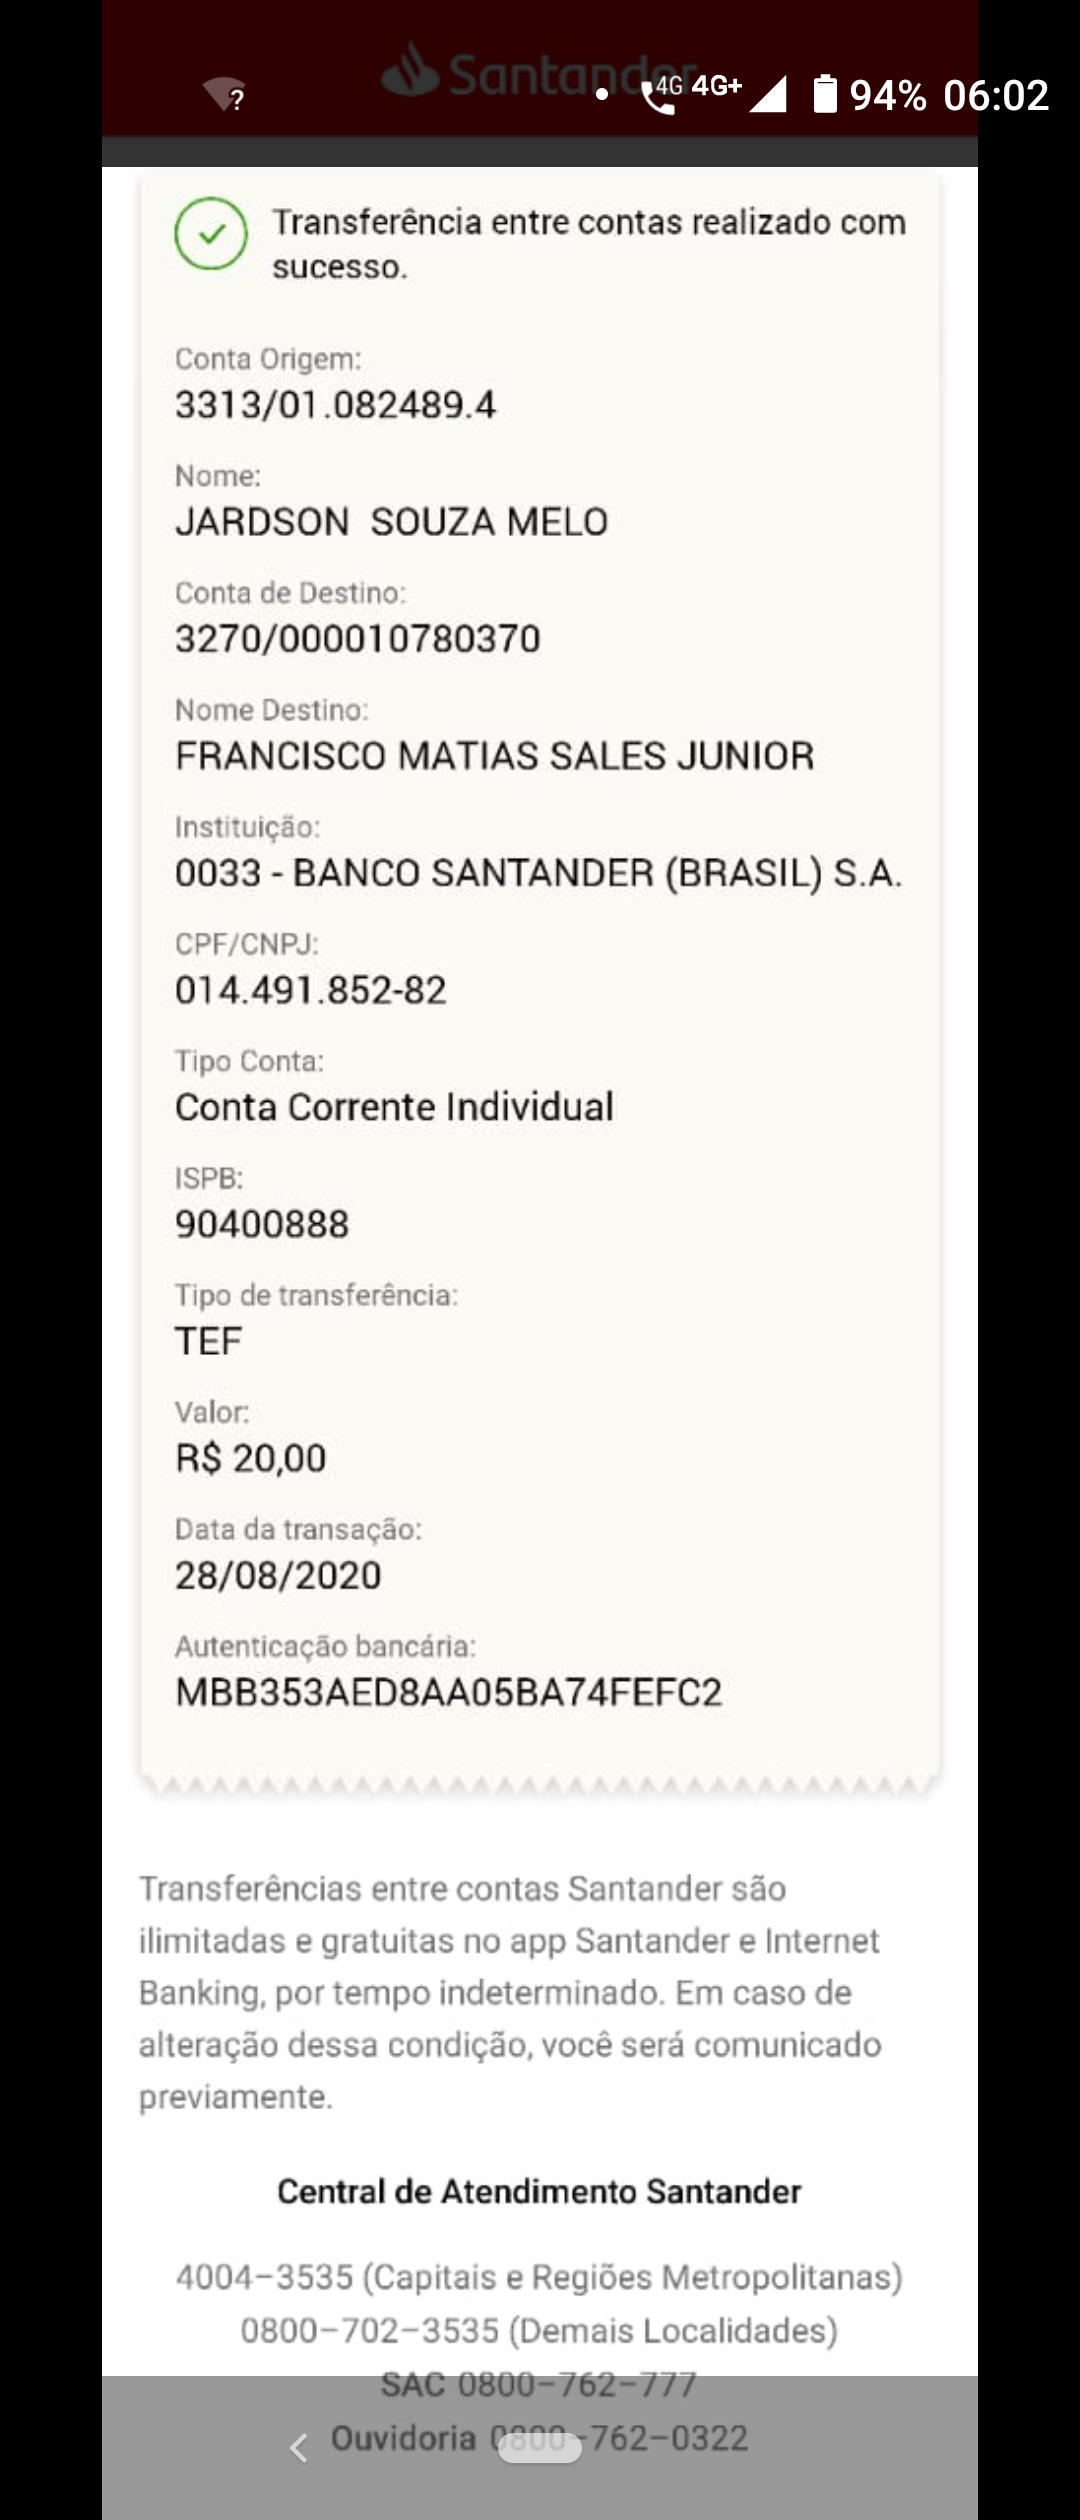 Santander
4G 4G+ 94% 06:02
Transferência entre contas realizado com
sucesso.
Conta Origem:
3313/01.082489.4
Nome:
JARDSON  SOUZA MELO
Conta de Destino:
3270/000010780370
Nome Destino:
FRANCISCO MATIAS SALES JUNIOR
Instituição:
0033 - BANCO SANTANDER (BRASIL) S.A.
CPF/CNPJ:
014.491.852-82
Tipo Conta:
Conta Corrente Individual
ISPB:
90400888
Tipo de transferência:
TEF
Valor:
R$ 20,00
Data da transação:
28/08/2020
Autenticação bancária:
MBB353AED8AA05BA74FEFC2
Transferências entre contas Santander são
ilimitadas e gratuitas no app Santander e Internet
Banking, por tempo indeterminado. Em caso de
alteração dessa condição, você será comunicado
previamente.
Central de Atendimento Santander
4004–3535 (Capitais e Regiões Metropolitanas)
0800–702–3535 (Demais Localidades)
SAC 0800–762–777
Ouvidoria 0800–762–0322